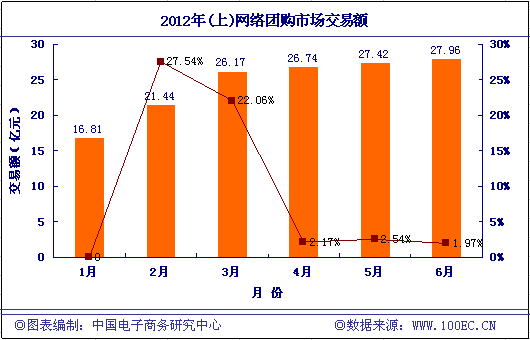 2012年(上)网络团购市场交易额
30 30%
25 25%
20 20%
15 15%
10 10%
5 5%
0 0%
交易额(亿元)
16.81 21.44 26.17 26.74 27.42 27.96
0 27.54% 22.06% 2.17% 2.54% 1.97%
1月 2月 3月 4月 5月 6月
月 份
◎图表编制：中国电子商务研究中心 ◎数据来源：WWW.100EC.CN